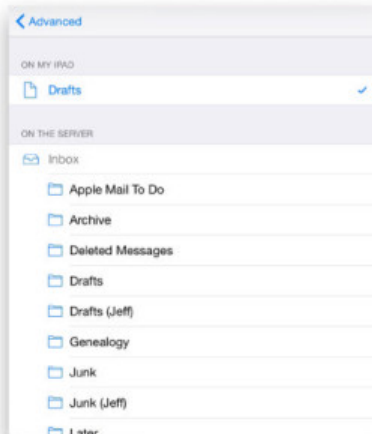 Advanced
ON MY IPAD
Drafts
ON THE SERVER
Inbox
Apple Mail To Do
Archive
Deleted Messages
Drafts
Drafts (Jeff)
Genealogy
Junk
Junk (Jeff)
Later